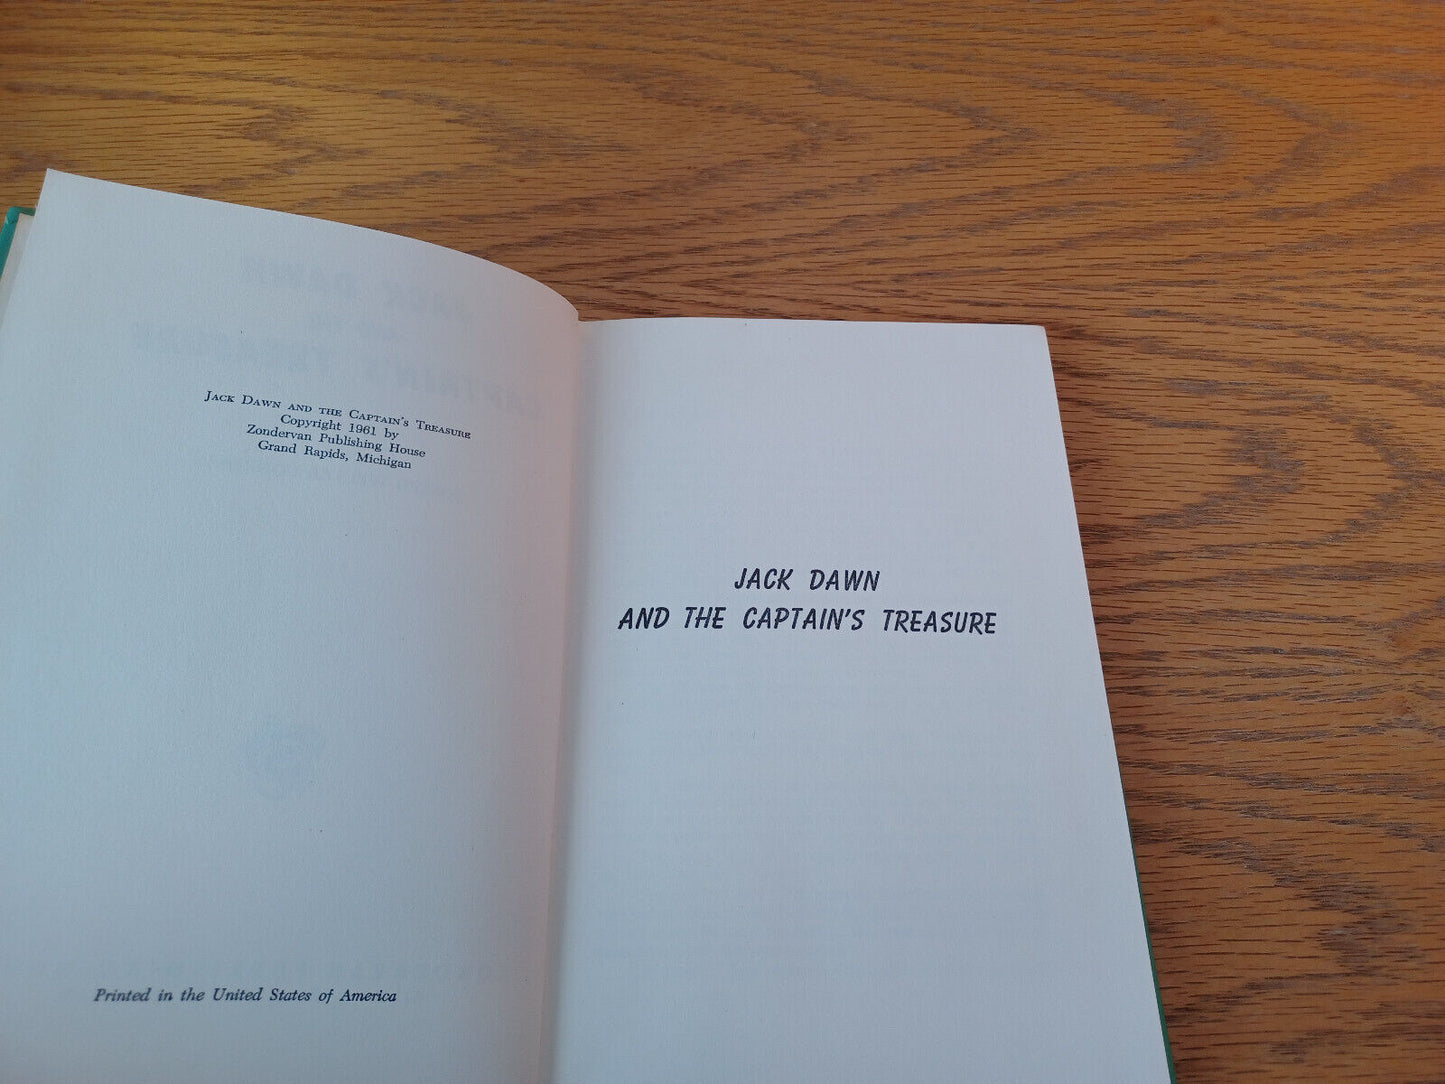 JACK DAWN AND THE CAPTAIN'S TREASURE
Copyright 1961 by
Zondervan Publishing House
Grand Rapids, Michigan
Printed in the United States of America
JACK DAWN
AND THE CAPTAIN'S TREASURE